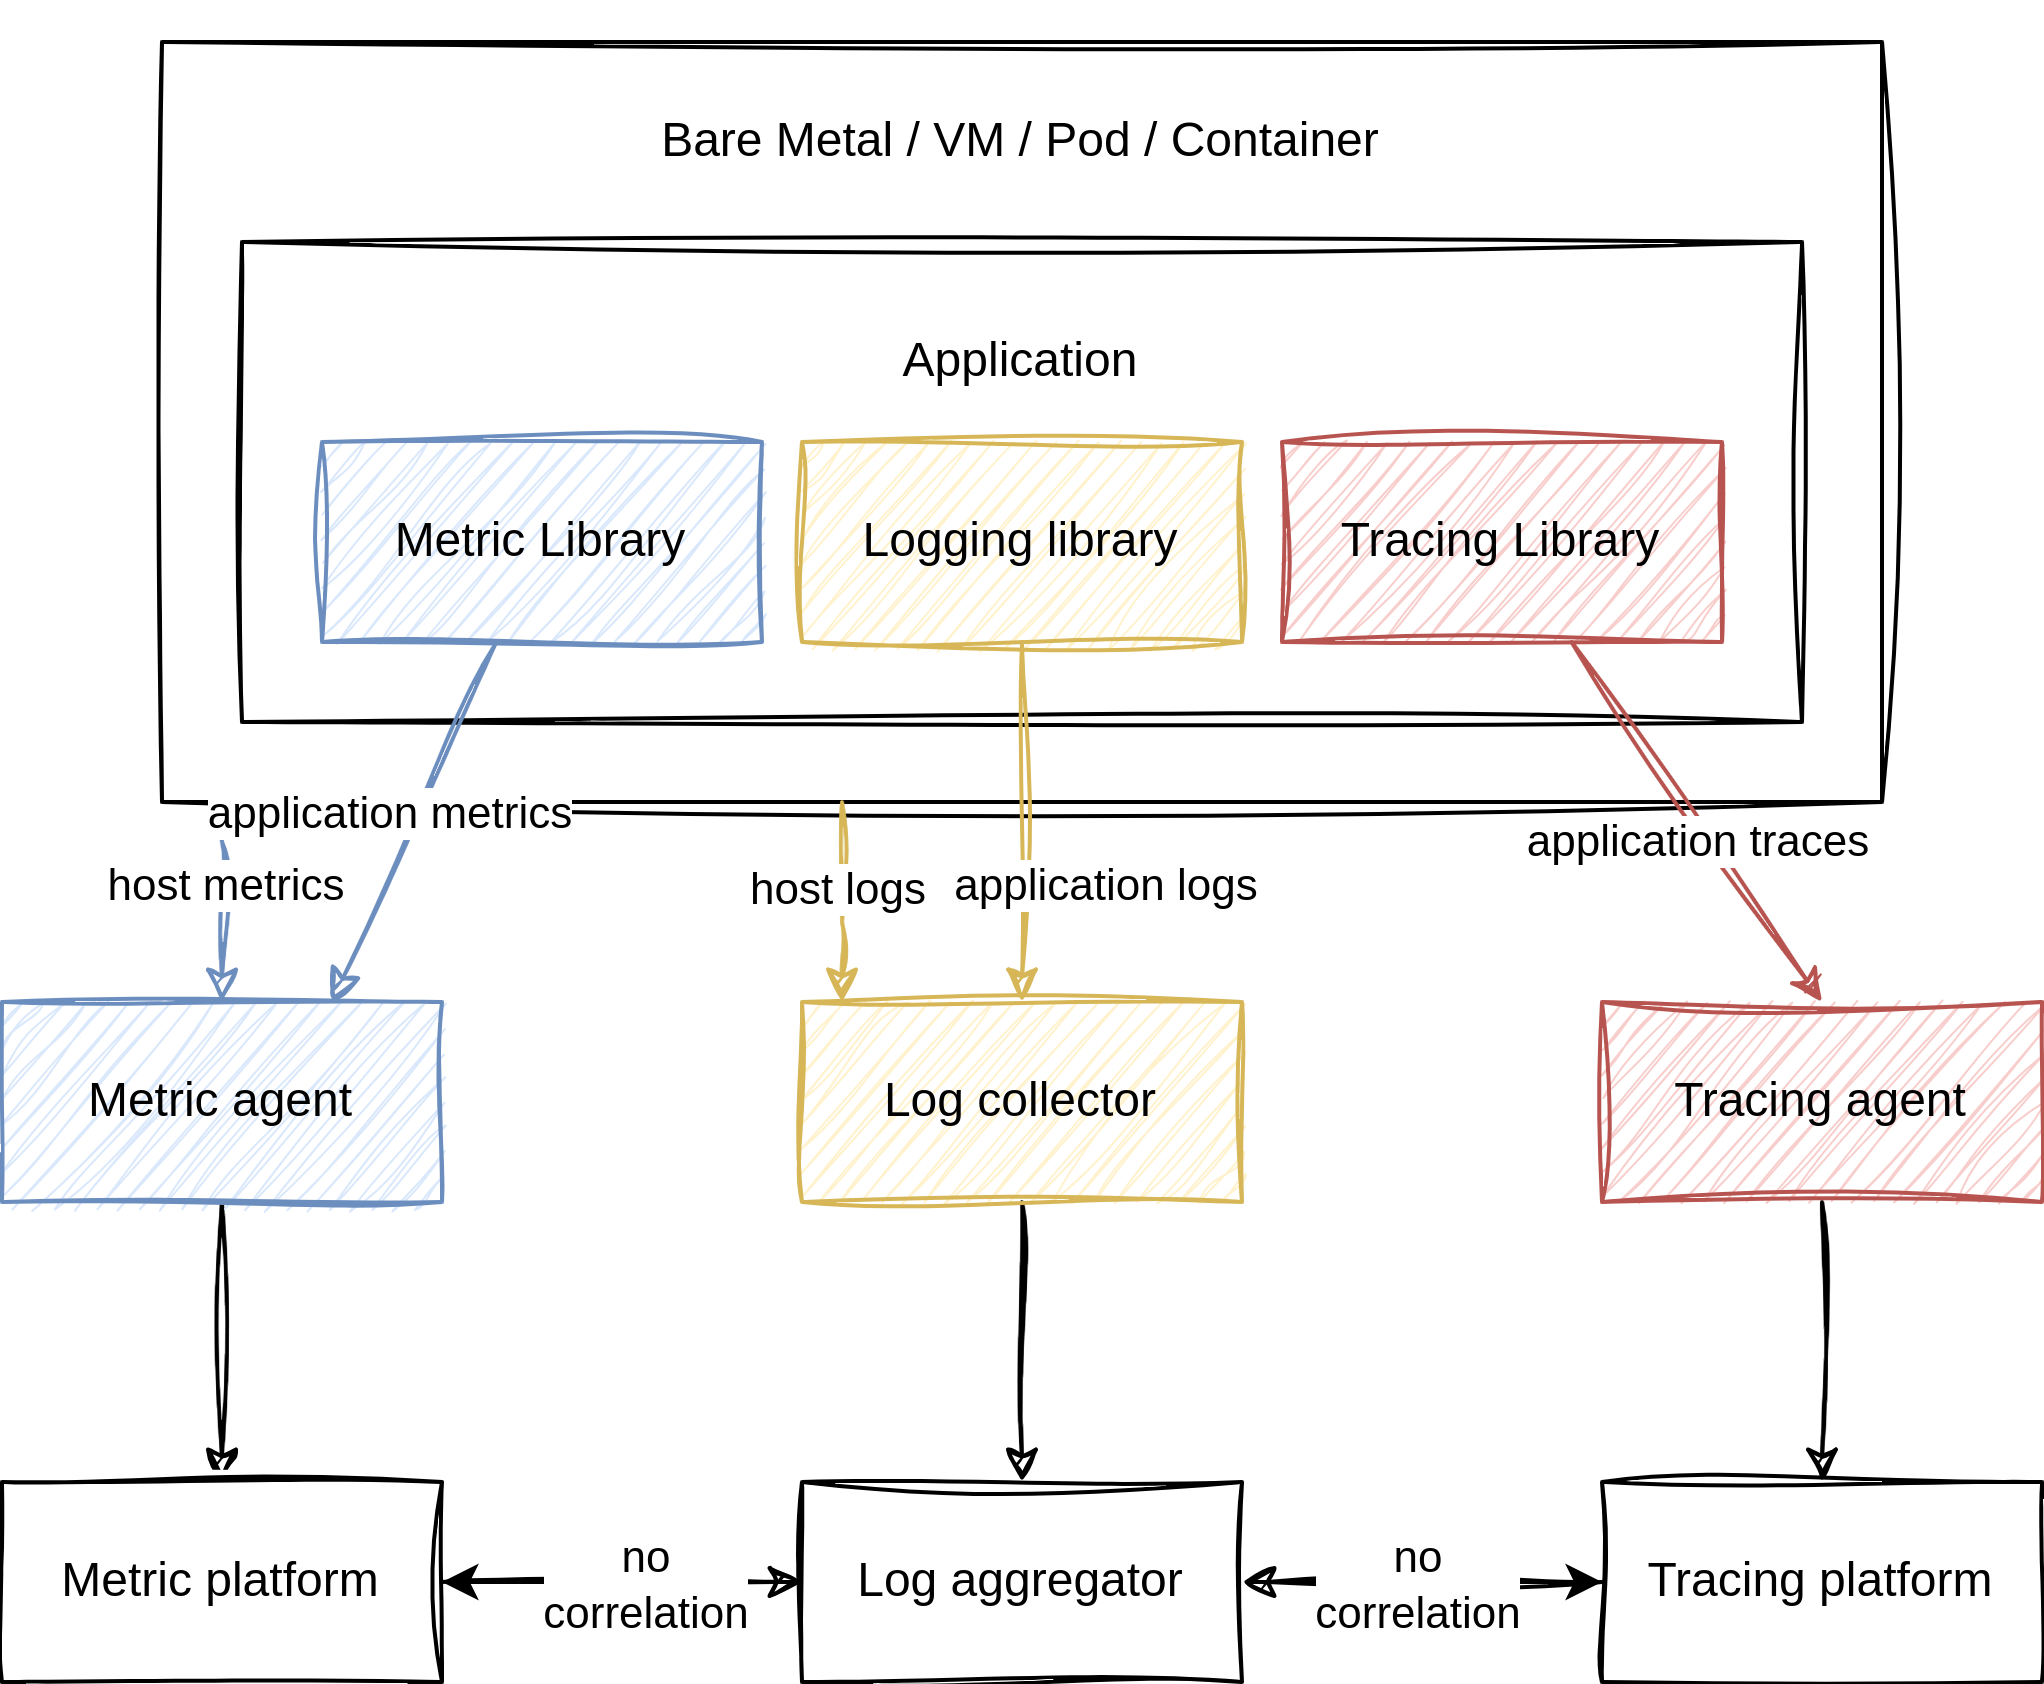 Bare Metal / VM / Pod / Container
Application
Metric Library
Logging library
Tracing Library
application metrics
host metrics
host logs
application logs
application traces
Metric agent
Log collector
Tracing agent
Metric platform
no
correlation
Log aggregator
no
correlation
Tracing platform